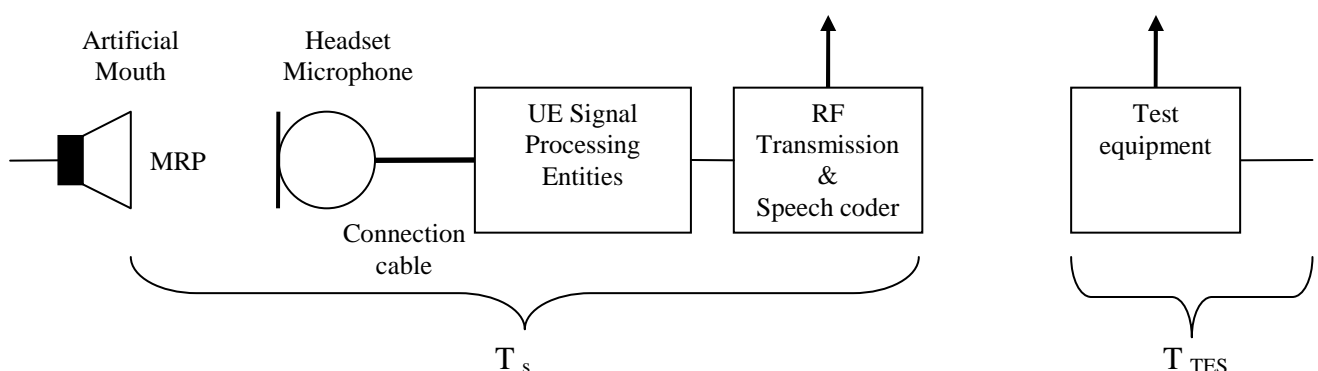 Artificial
Mouth
Headset
Microphone
MRP
Connection
cable
UE Signal
Processing
Entities
RF
Transmission
&
Speech coder
Test
equipment
T s
T TES